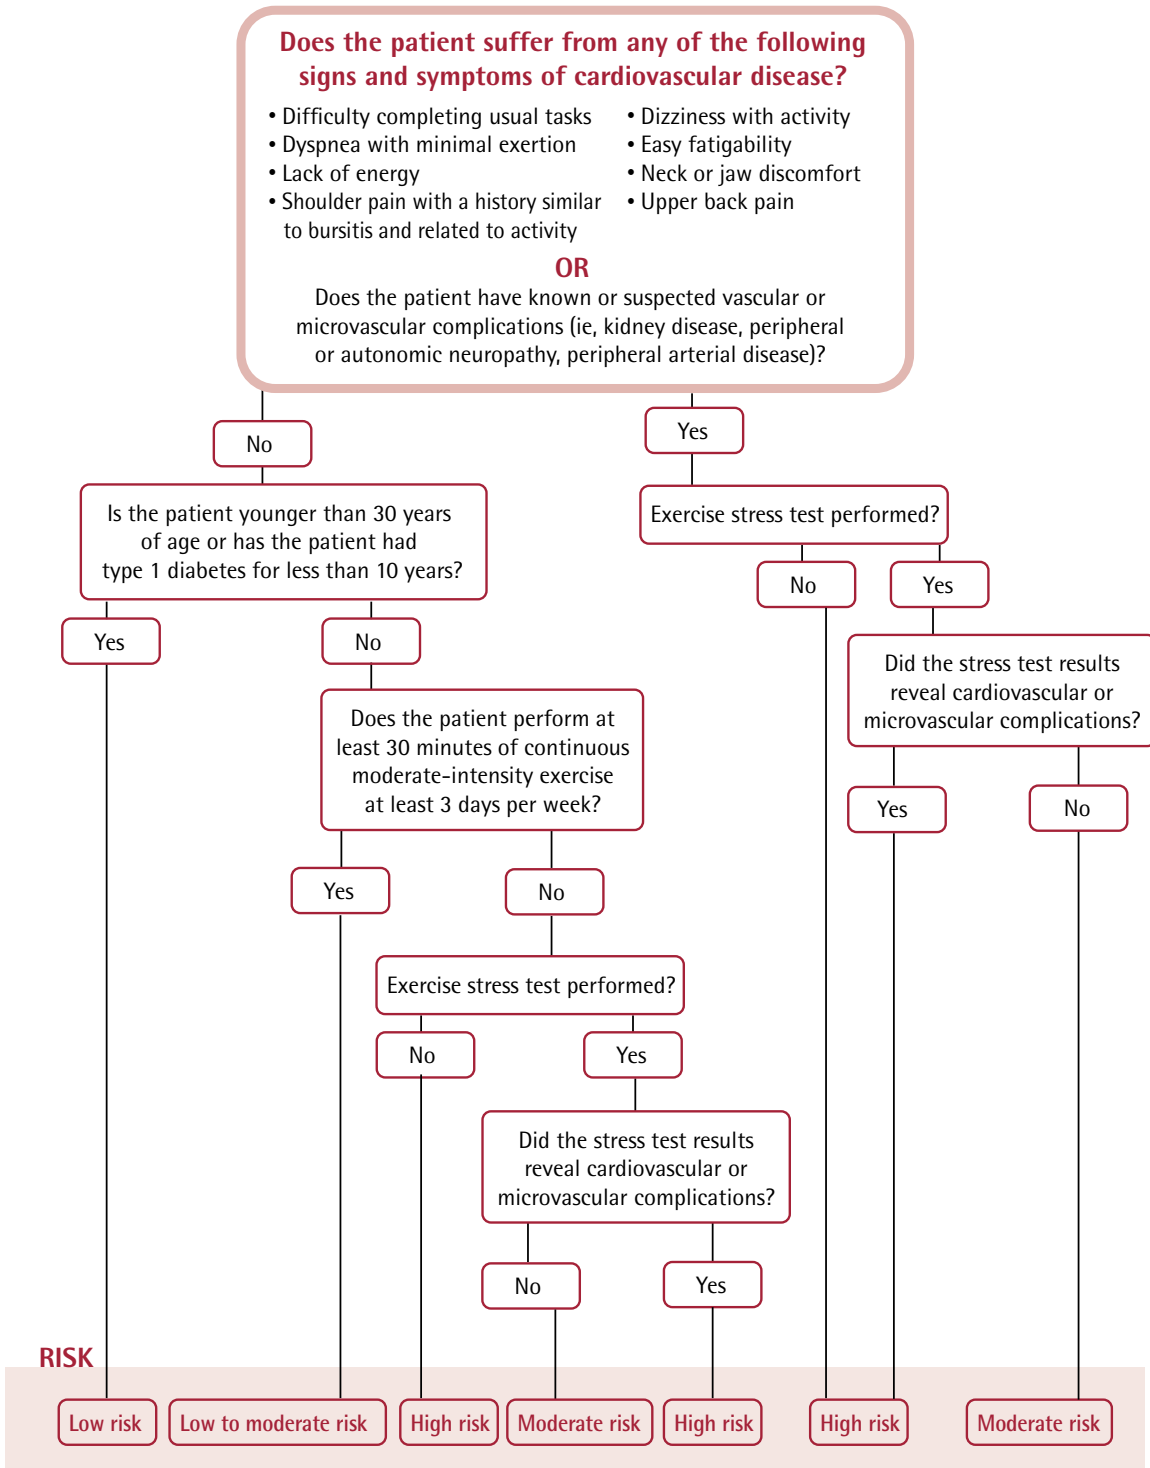 Does the patient suffer from any of the following
signs and symptoms of cardiovascular disease?
• Difficulty completing usual tasks
• Dyspnea with minimal exertion
• Lack of energy
• Shoulder pain with a history similar
to bursitis and related to activity
• Dizziness with activity
• Easy fatigability
• Neck or jaw discomfort
• Upper back pain
OR
Does the patient have known or suspected vascular or
microvascular complications (ie, kidney disease, peripheral
or autonomic neuropathy, peripheral arterial disease)?
No
Yes
Is the patient younger than 30 years
of age or has the patient had
type 1 diabetes for less than 10 years?
Exercise stress test performed?
No
Yes
Yes
No
Did the stress test results
reveal cardiovascular or
microvascular complications?
Does the patient perform at
least 30 minutes of continuous
moderate-intensity exercise
at least 3 days per week?
Yes
No
Yes
No
Exercise stress test performed?
No
Yes
Did the stress test results
reveal cardiovascular or
microvascular complications?
No
Yes
RISK
Low risk
Low to moderate risk
High risk
Moderate risk
High risk
High risk
Moderate risk